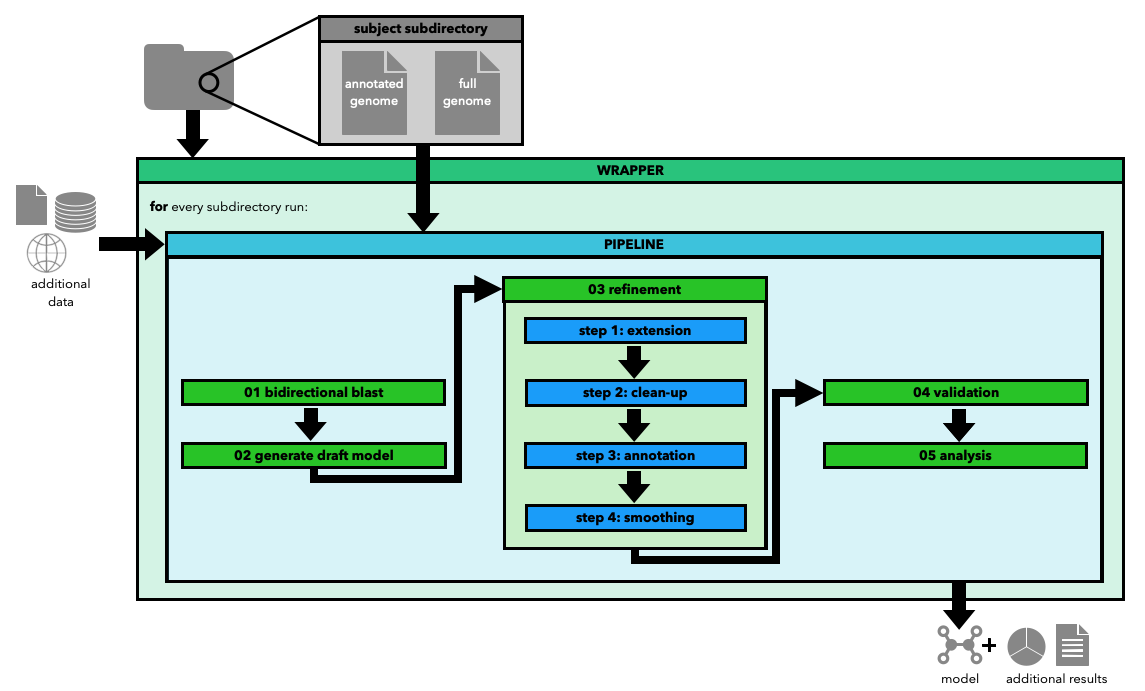 subject subdirectory
annotated
genome
full
genome
WRAPPER
for every subdirectory run:
additional
data
PIPELINE
01 bidirectional blast
02 generate draft model
03 refinement
step 1: extension
step 2: clean-up
step 3: annotation
step 4: smoothing
04 validation
05 analysis
model
additional results